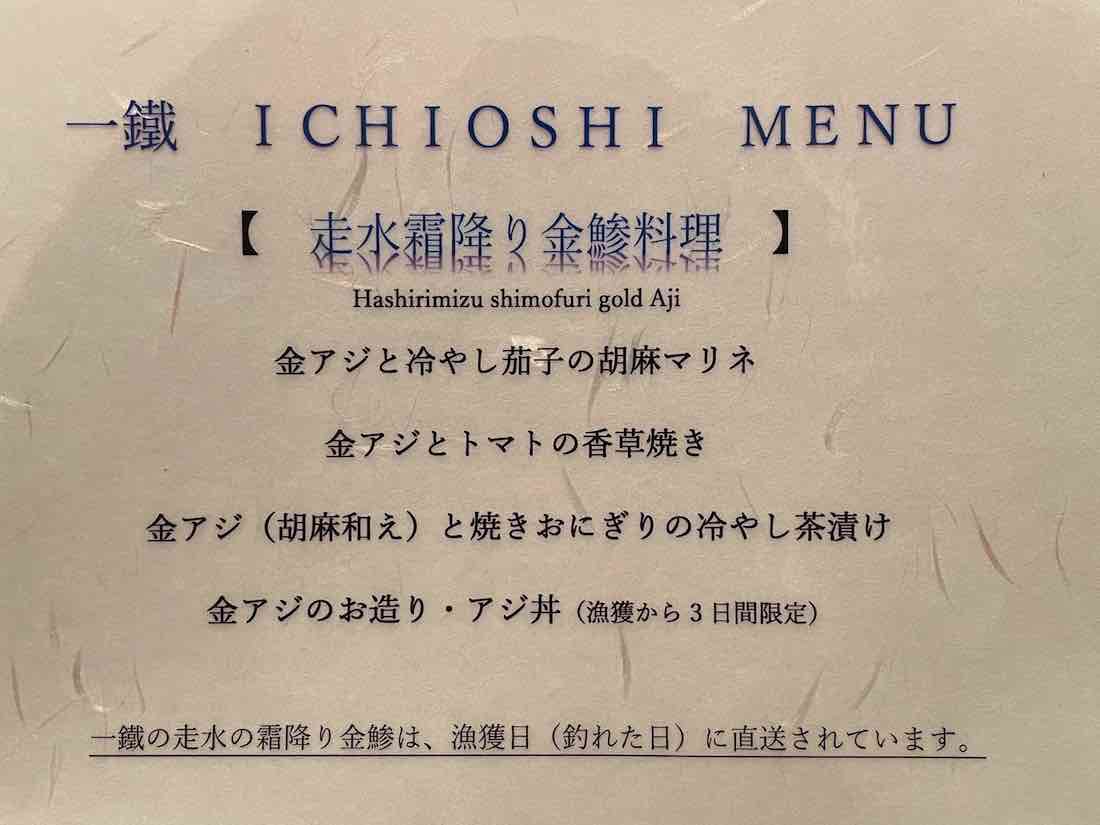 一鐵　ICHIOSHI　MENU
【　走水霜降り金鯵料理　】
Hashirimizu shimofuri gold Aji
金アジと冷やし茄子の胡麻マリネ
金アジとトマトの香草焼き
金アジ（胡麻和え）と焼きおにぎりの冷やし茶漬け
金アジのお造り・アジ丼（漁獲から3日間限定）
一鐵の走水の霜降り金鯵は、漁獲日（釣れた日）に直送されています。